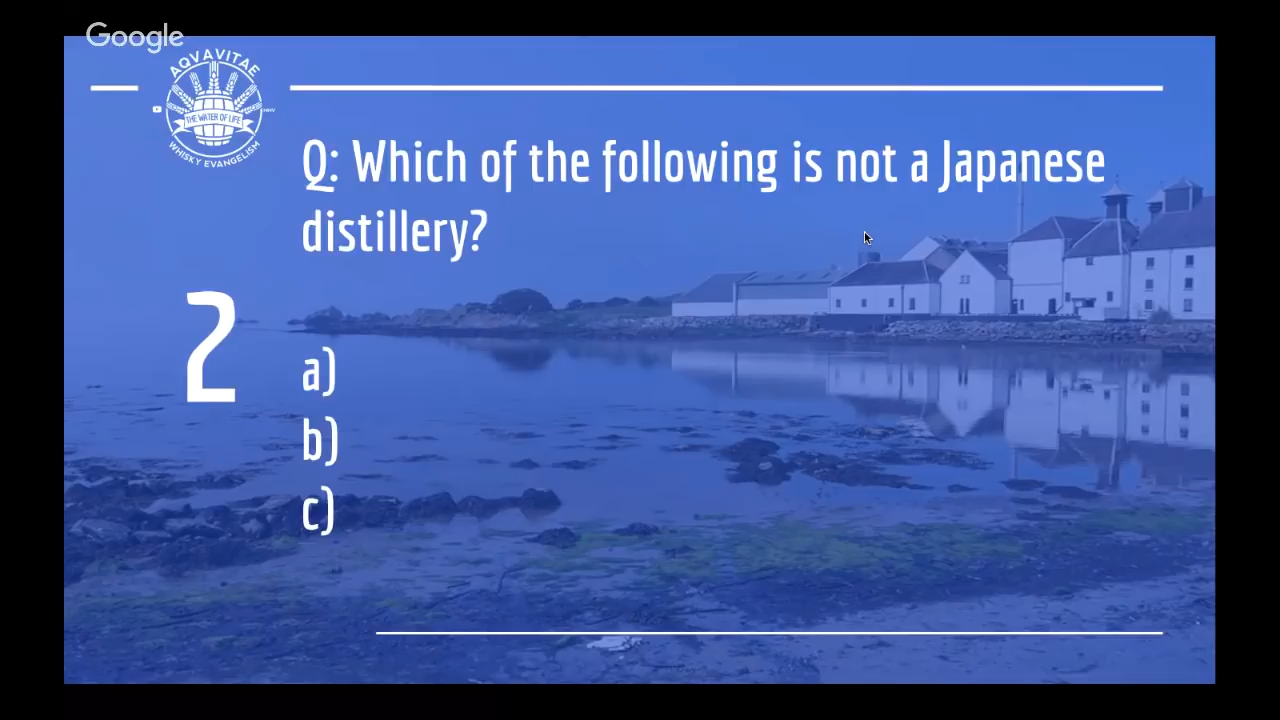 Google
AQVAVITAE
THE WATER OF LIFE
WHISKY EVANGELISM
Q: Which of the following is not a Japanese
distillery?
2
a)
b)
c)